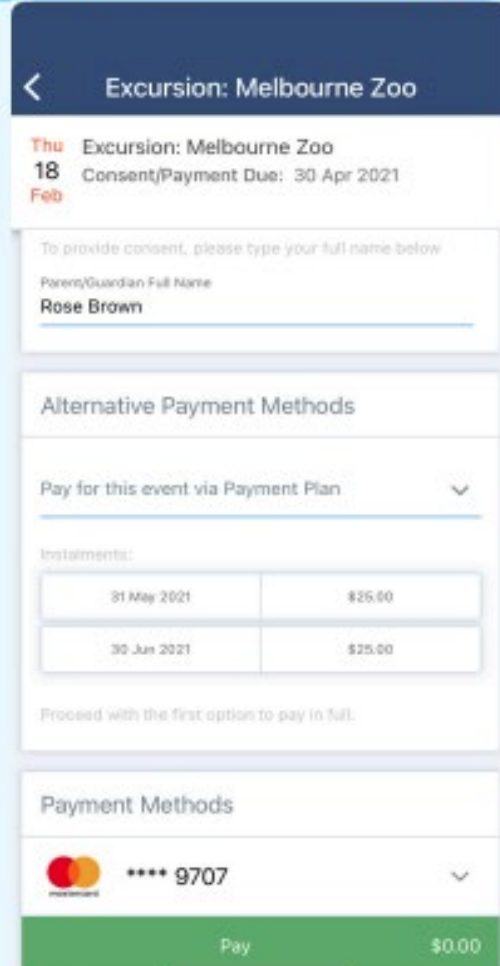 Excursion: Melbourne Zoo
Thu
18
Feb
Excursion: Melbourne Zoo
Consent/Payment Due: 30 Apr 2021
To provide consent, please type your full name below
Parent/Guardian Full Name
Rose Brown
Alternative Payment Methods
Pay for this event via Payment Plan
Instalments:
31 May 2021 $25.00
30 Jun 2021 $25.00
Proceed with the first option to pay in full.
Payment Methods
mastercard
**** 9707
Pay $0.00